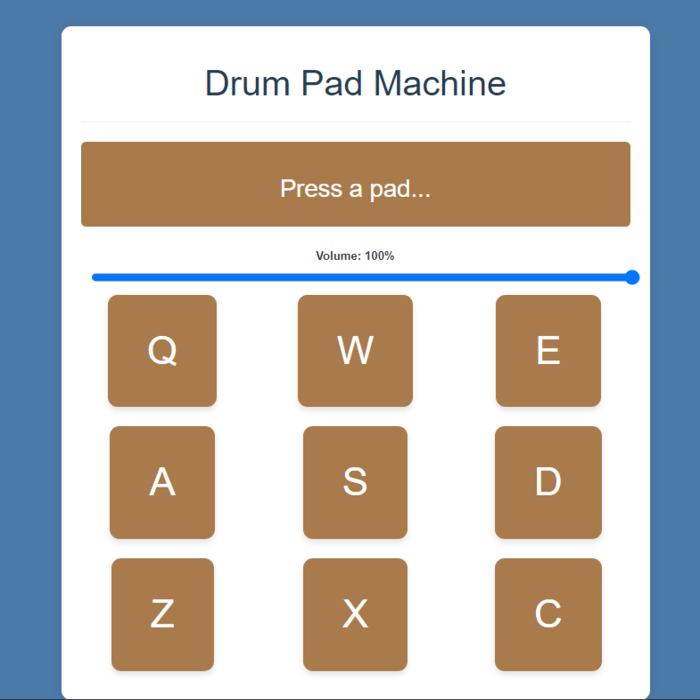 Drum Pad Machine
Press a pad...
Volume: 100%
Q W E
A S D
Z X C